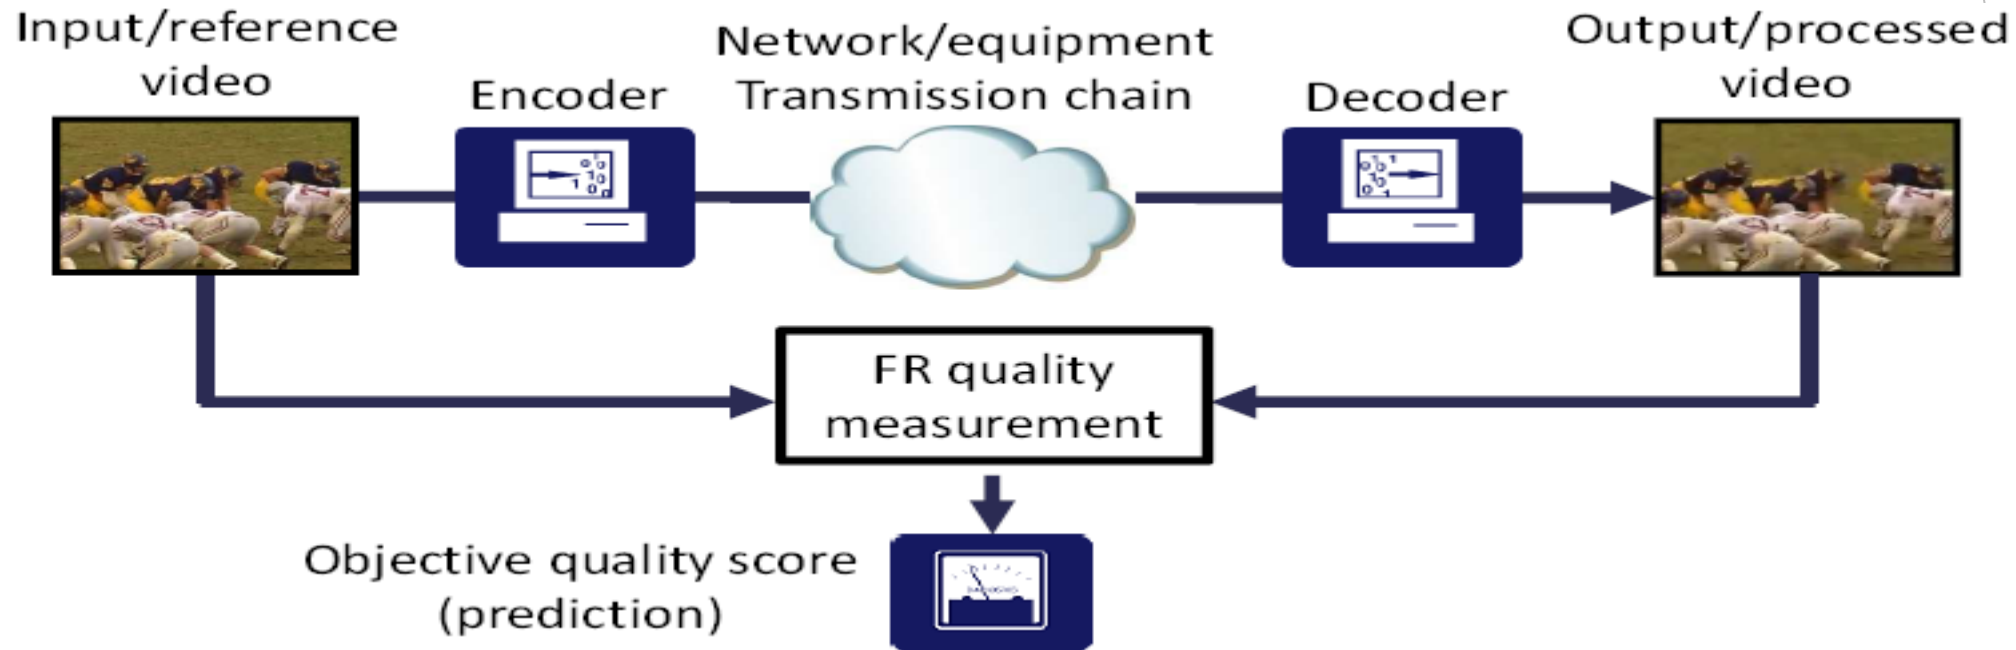 Input/reference
video
Encoder
Network/equipment
Transmission chain
Decoder
Output/processed
video
FR quality
measurement
Objective quality score
(prediction)